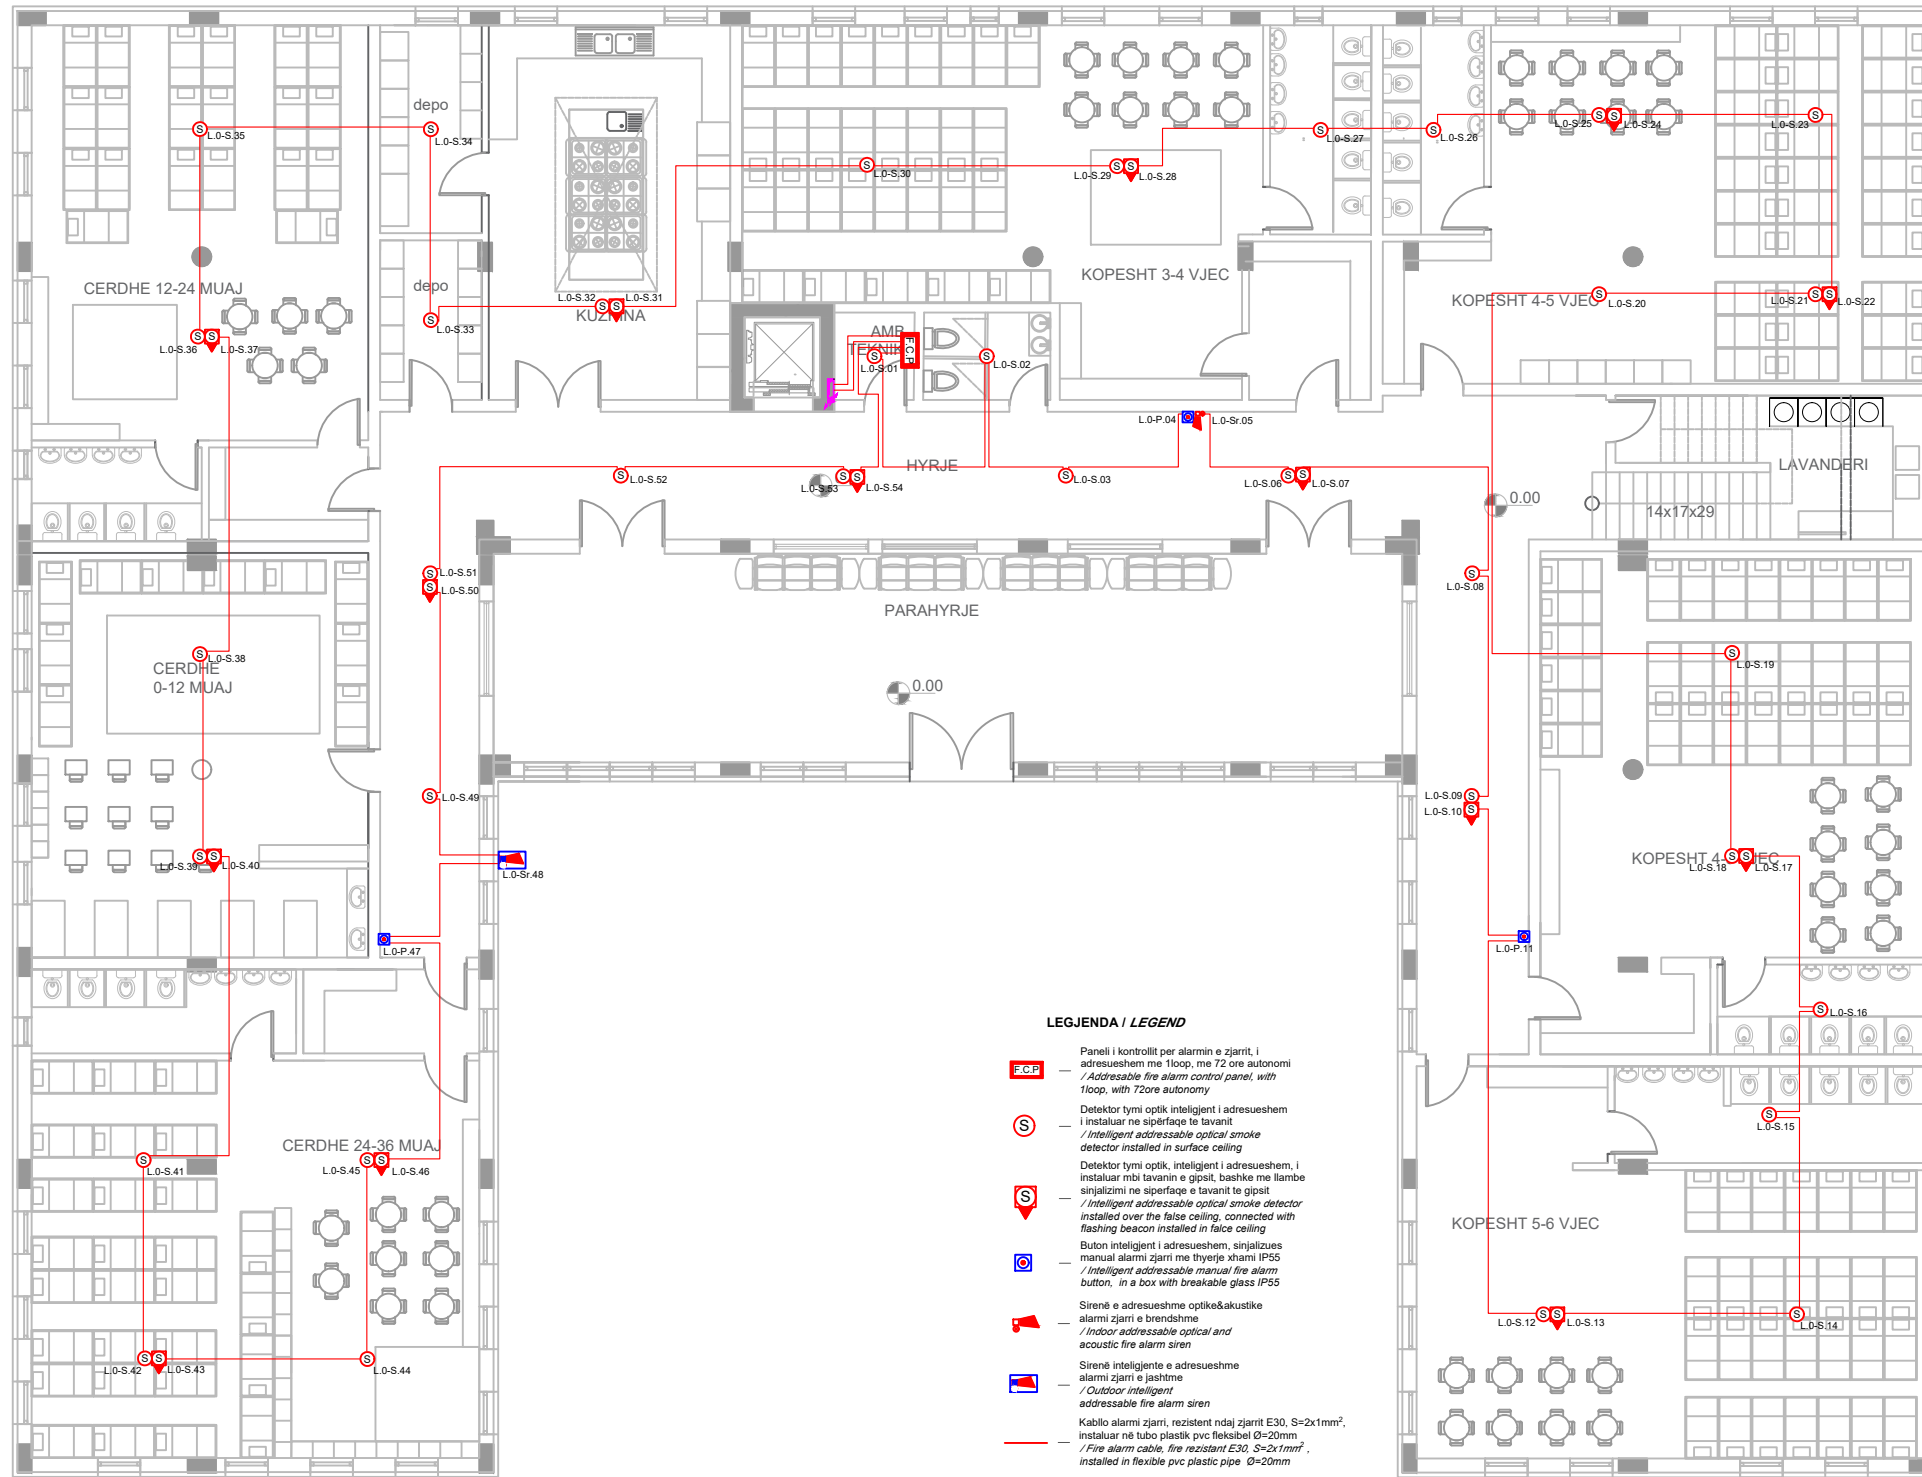 depo
L.0-S.35
L.0-S.34
L.0-S.30
L.0-S.29
L.0-S.28
L.0-S.27
L.0-S.26
L.0-S.25
L.0-S.24
L.0-S.23
CERDHE 12-24 MUAJ
depo
KOPESHT 3-4 VJEC
KOPESHT 4-5 VJEC
L.0-S.20
L.0-S.21
L.0-S.22
L.0-S.32
L.0-S.31
L.0-S.33
L.0-S.36
L.0-S.37
AMB
F.C.P
L.0-S.01
L.0-S.02
L.0-P.04
L.0-Sr.05
HYRJE
LAVANDERI
L.0-S.52
L.0-S.53
L.0-S.54
L.0-S.03
L.0-S.06
L.0-S.07
0.00
14x17x29
L.0-S.51
L.0-S.50
L.0-S.08
PARAHYRJE
L.0-S.38
L.0-S.19
CERDHE
0-12 MUAJ
0.00
L.0-S.49
L.0-S.09
L.0-S.10
L.0-S.39
L.0-S.40
L.0-Sr.48
KOPESHT 4- VJEC
L.0-S.18
L.0-S.17
L.0-P.47
L.0-P.11
L.0-S.16
LEGJENDA / LEGEND
F.C.P
Paneli i kontrollit per alarmin e zjarrit, i
adresueshem me 1loop, me 72 ore autonomi
/ Addresable fire alarm control panel, with
1loop, with 72ore autonomy
S
Detektor tymi optik inteligjent i adresueshem
i instaluar ne sipërfaqe te tavanit
/ Intelligent addressable optical smoke
detector installed in surface ceiling
L.0-S.15
CERDHE 24-36 MUAJ
L.0-S.41
L.0-S.45
L.0-S.46
S
Detektor tymi optik, inteligjent i adresueshem, i
instaluar mbi tavanin e gipsit, bashke me llambe
sinjalizimi ne siperfaqe e tavanit te gipsit
/ Intelligent addressable optical smoke detector
installed over the false ceiling, connected with
flashing beacon installed in falce ceiling
KOPESHT 5-6 VJEC
Buton inteligjent i adresueshem, sinjalizues
manual alarmi zjarri me thyerje xhami IP55
/ Intelligent addressable manual fire alarm
button, in a box with breakable glass IP55
Sirenë e adresueshme optike&akustike
alarmi zjarri e brendshme
/ Indoor addressable optical and
acoustic fire alarm siren
L.0-S.12
L.0-S.13
L.0-S.14
L.0-S.42
L.0-S.43
L.0-S.44
Sirenë inteligjente e adresueshme
alarmi zjarri e jashtme
/ Outdoor intelligent
addressable fire alarm siren
Kabllo alarmi zjarri, rezistent ndaj zjarrit E30, S=2x1mm²,
instaluar në tubo plastik pvc fleksibel Ø=20mm
/ Fire alarm cable, fire rezistant E30, S=2x1mm² ,
installed in flexible pvc plastic pipe Ø=20mm